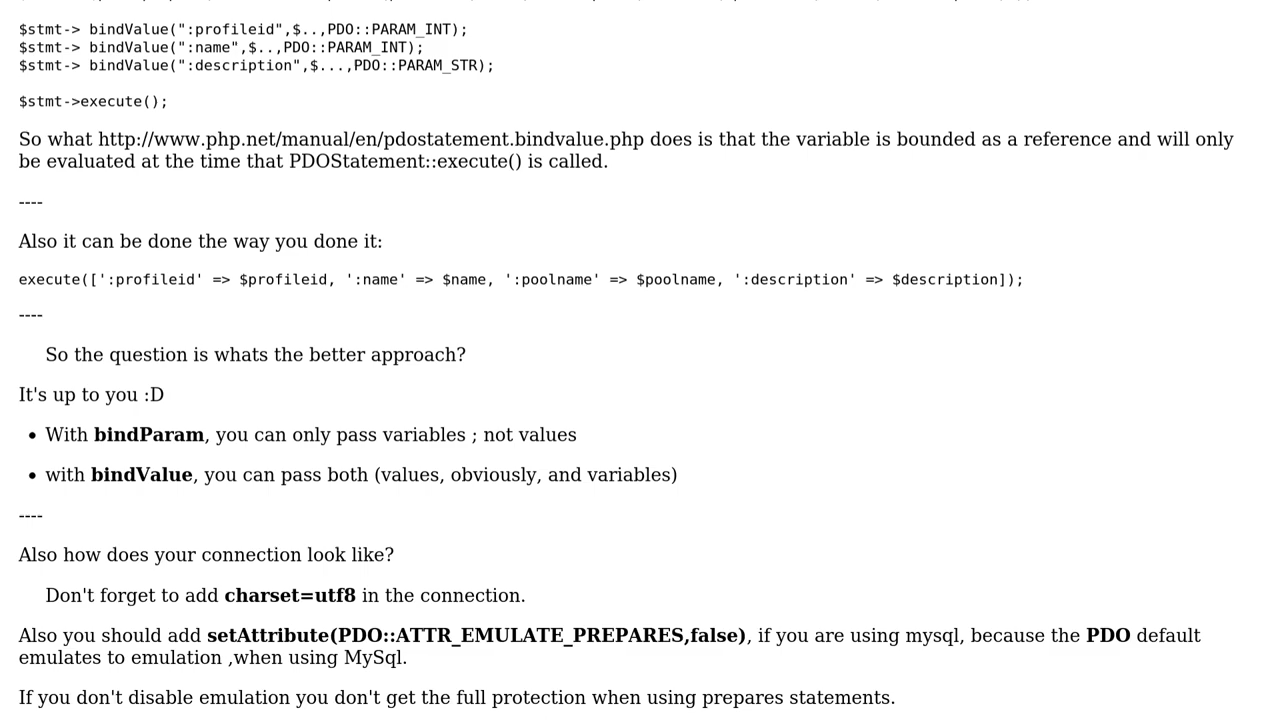 $stmt-> bindValue(":profileid",$..,PDO::PARAM_INT);
$stmt-> bindValue(":name",$..,PDO::PARAM_INT);
$stmt-> bindValue(":description",$...,PDO::PARAM_STR);
$stmt->execute();
So what http://www.php.net/manual/en/pdostatement.bindvalue.php does is that the variable is bounded as a reference and will only
be evaluated at the time that PDOStatement::execute() is called.
----
Also it can be done the way you done it:
execute([':profileid' => $profileid, ':name' => $name, ':poolname' => $poolname, ':description' => $description]);
----
So the question is whats the better approach?
It's up to you :D
• With bindParam, you can only pass variables ; not values
• with bindValue, you can pass both (values, obviously, and variables)
----
Also how does your connection look like?
Don't forget to add charset=utf8 in the connection.
Also you should add setAttribute(PDO::ATTR_EMULATE_PREPARES,false), if you are using mysql, because the PDO default
emulates to emulation ,when using MySql.
If you don't disable emulation you don't get the full protection when using prepares statements.